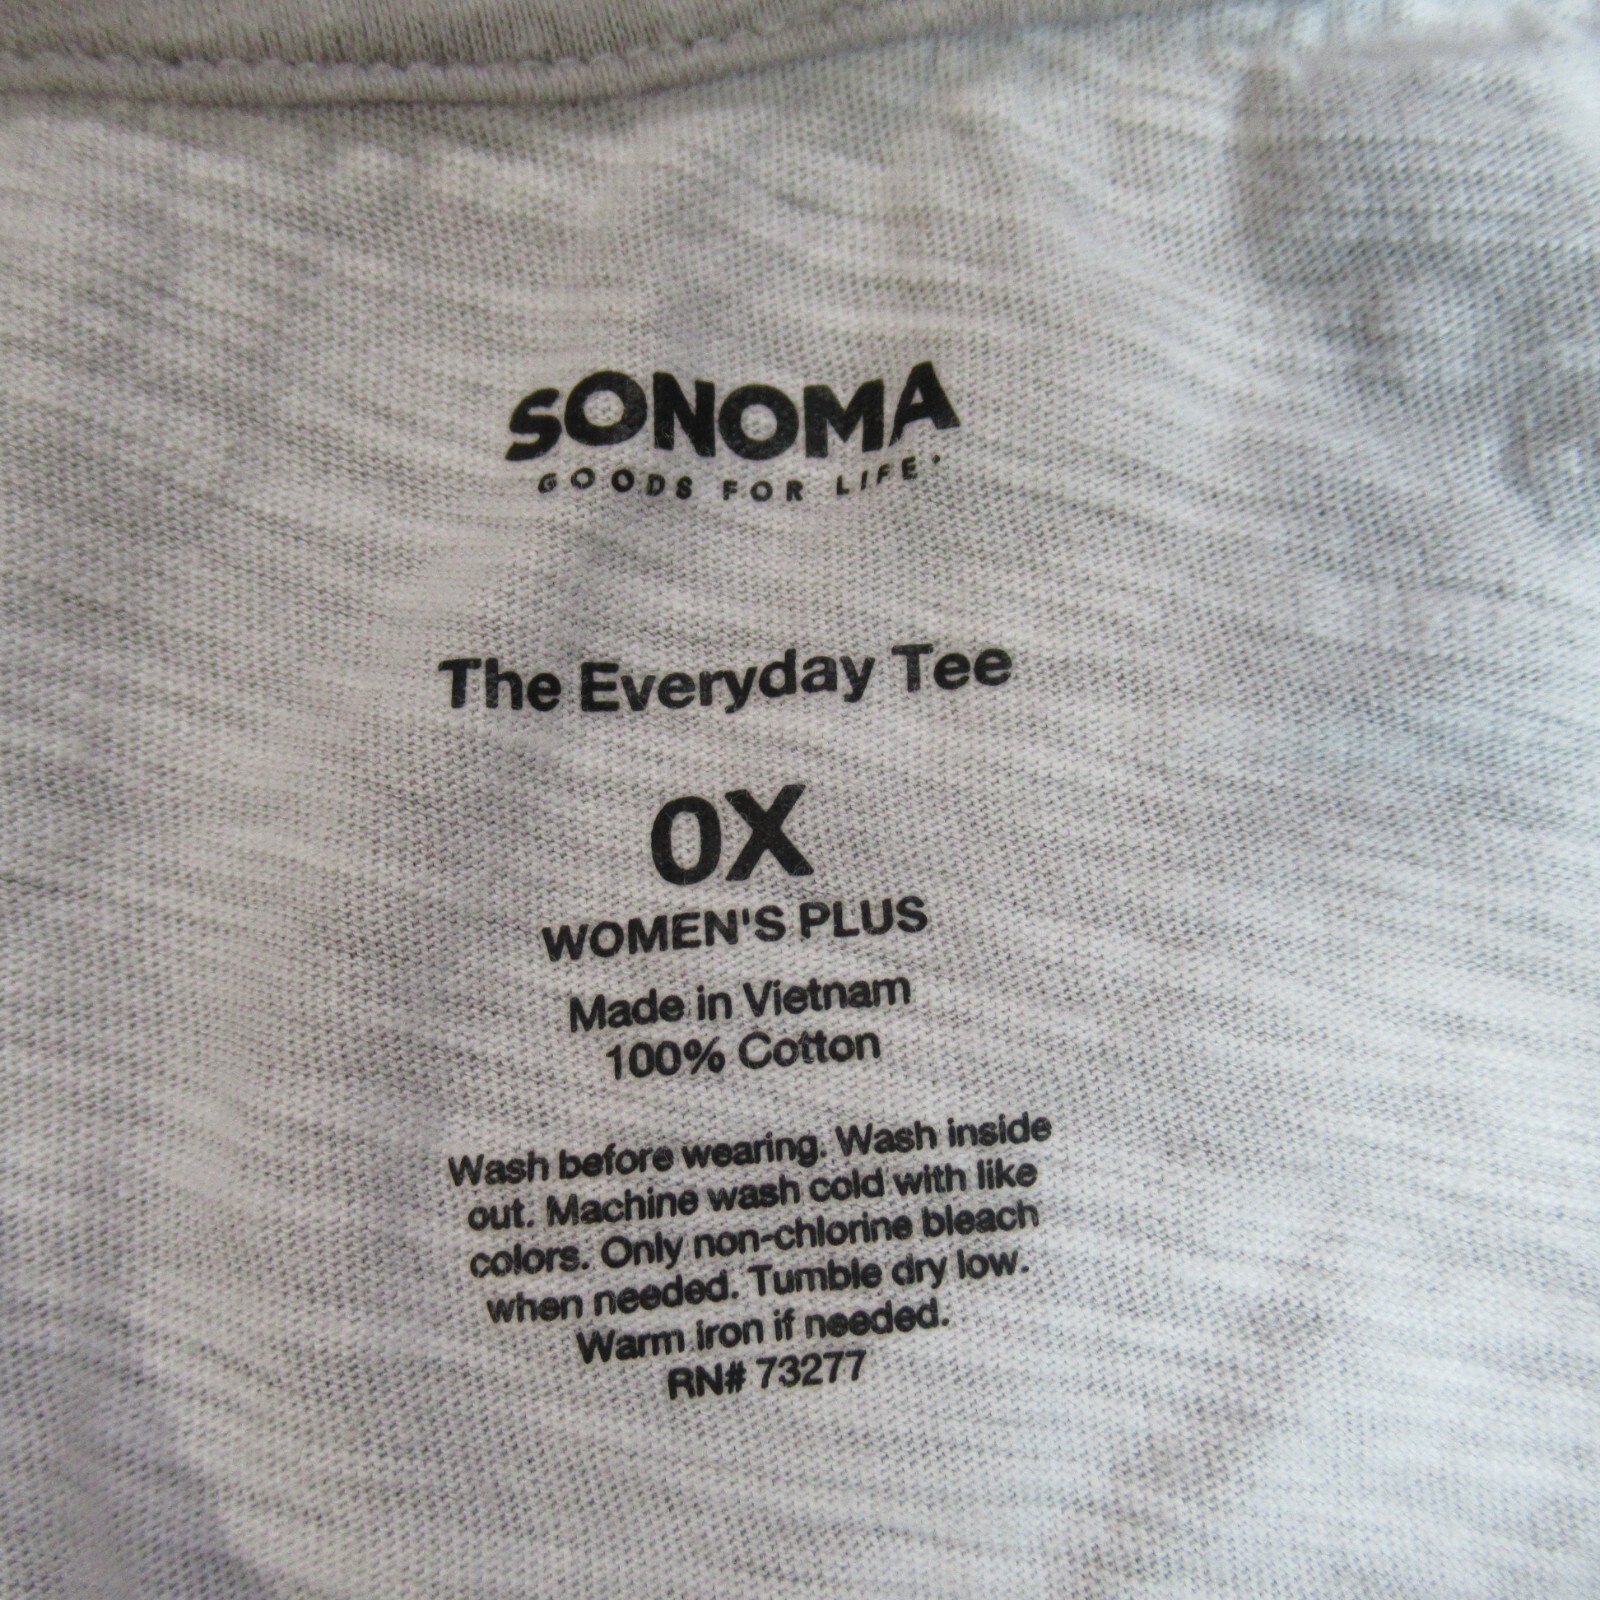 SONOMA
GOODS FOR LIFE
The Everyday Tee
0X
WOMEN'S PLUS
Made in Vietnam
100% Cotton
Wash before wearing. Wash inside
out. Machine wash cold with like
colors. Only non-chlorine bleach
when needed. Tumble dry low.
Warm iron if needed.
RN# 73277